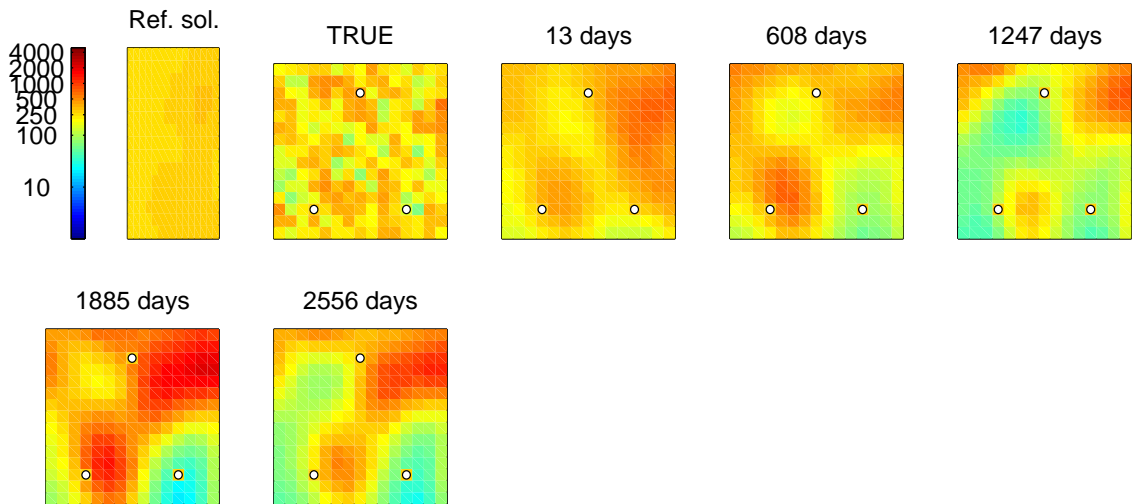 Ref. sol.
TRUE
13 days
608 days
1247 days
4000
2000
1000
500
250
100
10
1885 days
2556 days